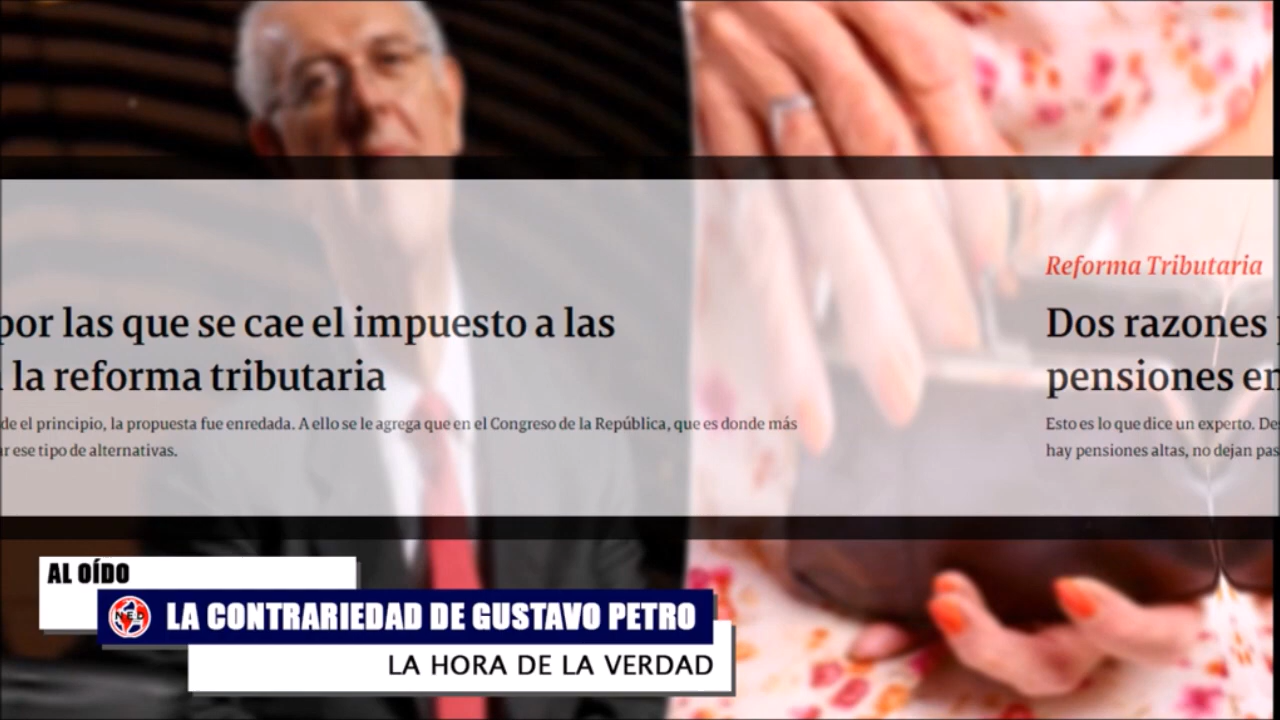 por las que se cae el impuesto a las
la reforma tributaria
de el principio, la propuesta fue enredada. A ello se le agrega que en el Congreso de la República, que es donde más
ese tipo de alternativas.
Reforma Tributaria
Dos razones
pensiones en
Esto es lo que dice un experto. De
hay pensiones altas, no dejan pas
AL OÍDO
LA CONTRARIEDAD DE GUSTAVO PETRO
LA HORA DE LA VERDAD